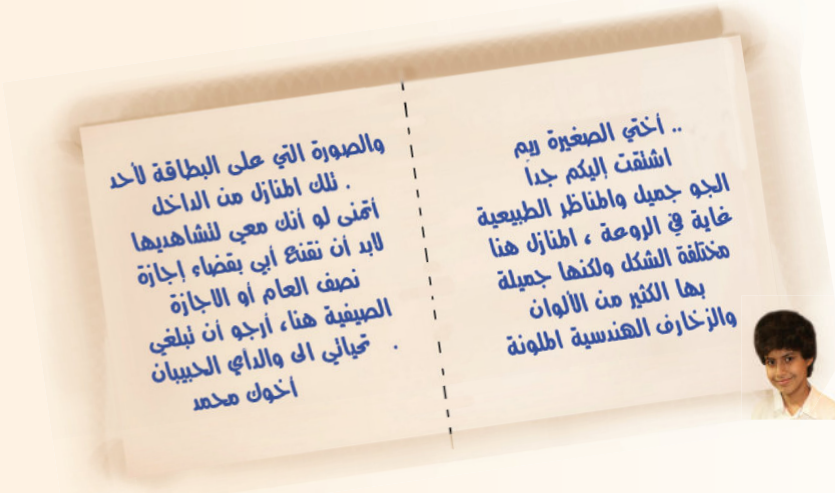 .. أختي الصغيرة ريم
اشتقت إليكم جداً
الجو جميل والمناظر الطبيعية
غاية في الروعة ، المنازل هنا
مختلفة الشكل ولكنها جميلة
بها الكثير من الألوان
والزخارف الهندسية الملونة
والصورة التي على البطاقة لأحد
. تلك المنازل من الداخل
أتمنى لو أنك معي لتشاهديها
لابد أن نقنع أبي بقضاء إجازة
نصف العام أو الاجازة
الصيفية هنا، أرجو أن تبلغي
. تحياتي الى والداي الحبيبان
أخوك محمد